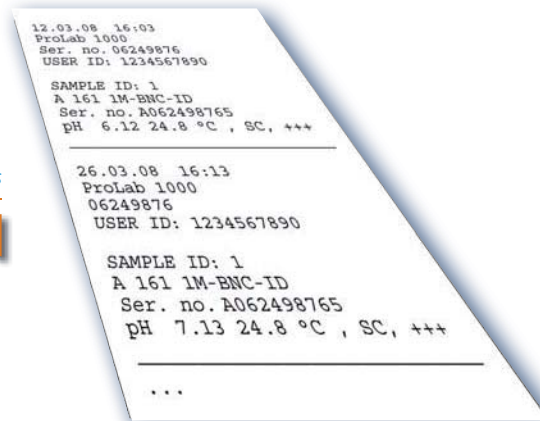 12.03.08 16:03
ProLab 1000
Ser. no. 06249876
USER ID: 1234567890
SAMPLE ID: 1
A 161 1M-BNC-ID
Ser. no. A062498765
pH 6.12 24.8 °C , SC, +++
26.03.08 16:13
ProLab 1000
06249876
USER ID: 1234567890
SAMPLE ID: 1
A 161 1M-BNC-ID
Ser. no. A062498765
pH 7.13 24.8 °C , SC, +++
...